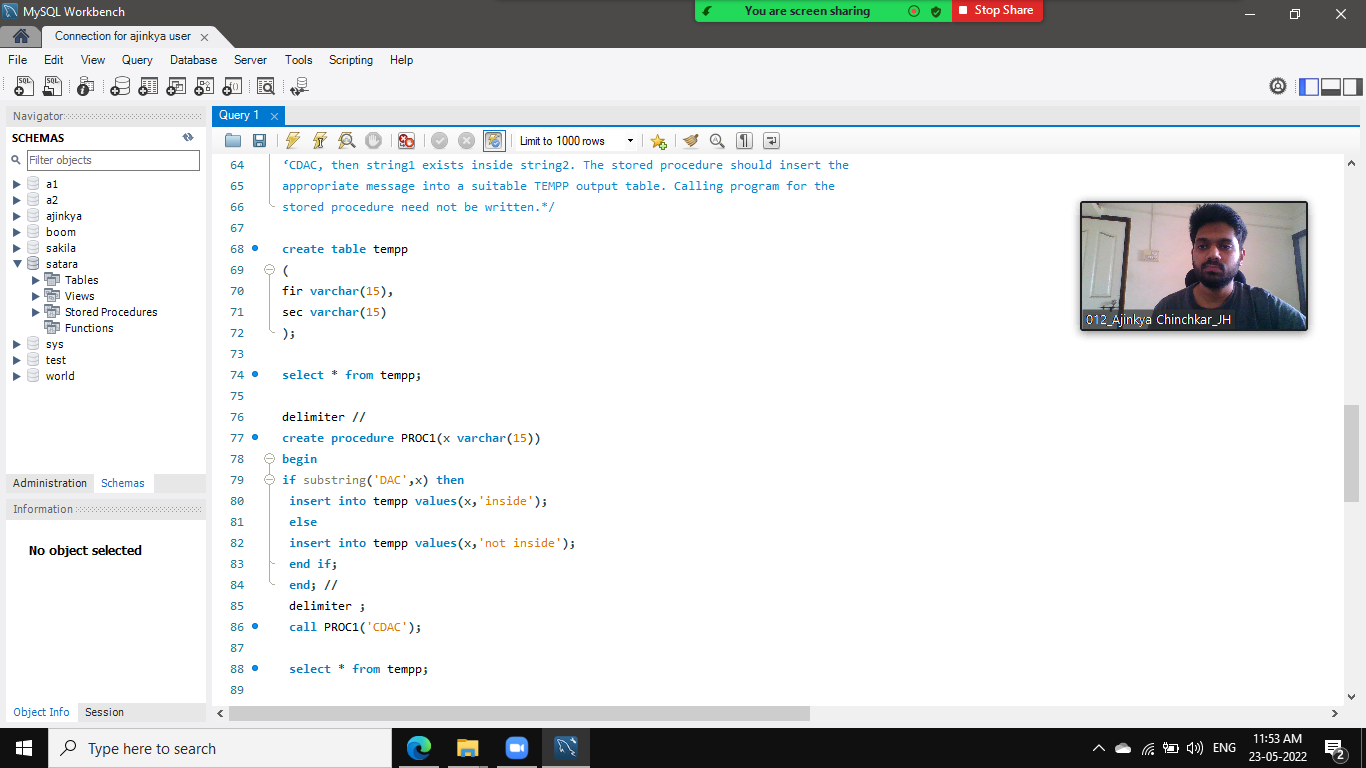 MySQL Workbench
You are screen sharing
Stop Share
Connection for ajinkya user
File Edit View Query Database Server Tools Scripting Help
Navigator
SCHEMAS
Filter objects
a1
a2
ajinkya
boom
sakila
satara
Tables
Views
Stored Procedures
Functions
sys
test
world
Administration Schemas
Information
No object selected
Object Info Session
Query 1
Limit to 1000 rows
64 ‘CDAC, then string1 exists inside string2. The stored procedure should insert the
65 appropriate message into a suitable TEMPP output table. Calling program for the
66 stored procedure need not be written.*/
67
68 create table tempp
69 (
70 fir varchar(15),
71 sec varchar(15)
72 );
73
74 select * from tempp;
75
76 delimiter //
77 create procedure PROC1(x varchar(15))
78 begin
79 if substring('DAC',x) then
80 insert into tempp values(x,'inside');
81 else
82 insert into tempp values(x,'not inside');
83 end if;
84 end; //
85 delimiter ;
86 call PROC1('CDAC');
87
88 select * from tempp;
89
012_Ajinkya Chinchkar_JH
Type here to search
ENG
11:53 AM
23-05-2022
2